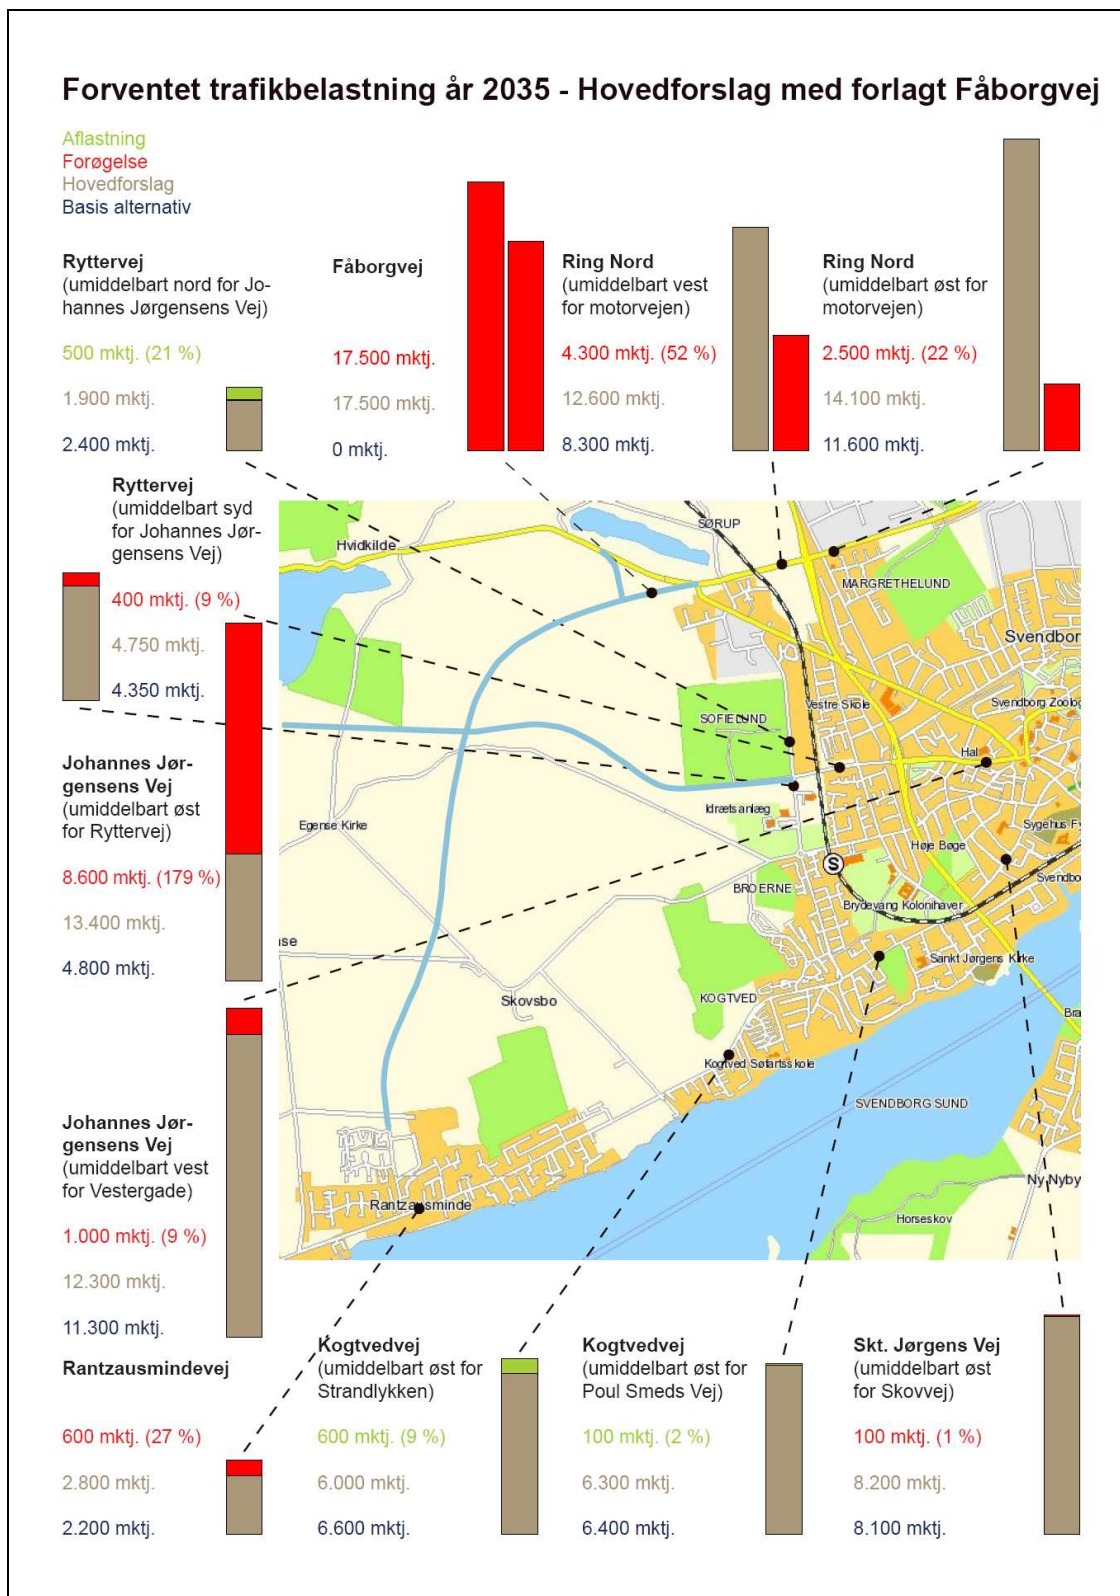 Forventet trafikbelastning år 2035 - Hovedforslag med forlagt Fåborgvej
Aflastning
Forøgelse
Hovedforslag
Basis alternativ
Ryttervej
(umiddelbart nord for Jo-
hannes Jørgensens Vej)
500 mktj. (21 %)
1.900 mktj.
2.400 mktj.
Fåborgvej
17.500 mktj.
17.500 mktj.
0 mktj.
Ring Nord
(umiddelbart vest
for motorvejen)
4.300 mktj. (52 %)
12.600 mktj.
8.300 mktj.
Ring Nord
(umiddelbart øst for
motorvejen)
2.500 mktj. (22 %)
14.100 mktj.
11.600 mktj.
Ryttervej
(umiddelbart syd
for Johannes Jør-
gensens Vej)
400 mktj. (9 %)
4.750 mktj.
4.350 mktj.
Johannes Jør-
gensens Vej
(umiddelbart øst
for Ryttervej)
8.600 mktj. (179 %)
13.400 mktj.
4.800 mktj.
Johannes Jør-
gensens Vej
(umiddelbart vest
for Vestergade)
1.000 mktj. (9 %)
12.300 mktj.
11.300 mktj.
SØRUP
Hvidkilde
MARGRETHELUND
Svendbor
Vestre Skole
Svendborg Zoolog
SOFIELUND
Hal
Idrætsanlæg
Egense Kirke
Sygehus Fy
Høje Bøge
S
Svendbo
BROERNE
Brydevang Kolonihaver
nse
Sankt Jørgens Kirke
Skovsbo
KOGTVED
Bra
Kogtved Søfartsskole
SVENDBORG SUND
Ny Nyby
Rantzausminde
Horseskov
Rantzausmindevej
600 mktj. (27 %)
2.800 mktj.
2.200 mktj.
Kogtvedvej
(umiddelbart øst for
Strandlykken)
600 mktj. (9 %)
6.000 mktj.
6.600 mktj.
Kogtvedvej
(umiddelbart øst for
Poul Smeds Vej)
100 mktj. (2 %)
6.300 mktj.
6.400 mktj.
Skt. Jørgens Vej
(umiddelbart øst
for Skovvej)
100 mktj. (1 %)
8.200 mktj.
8.100 mktj.